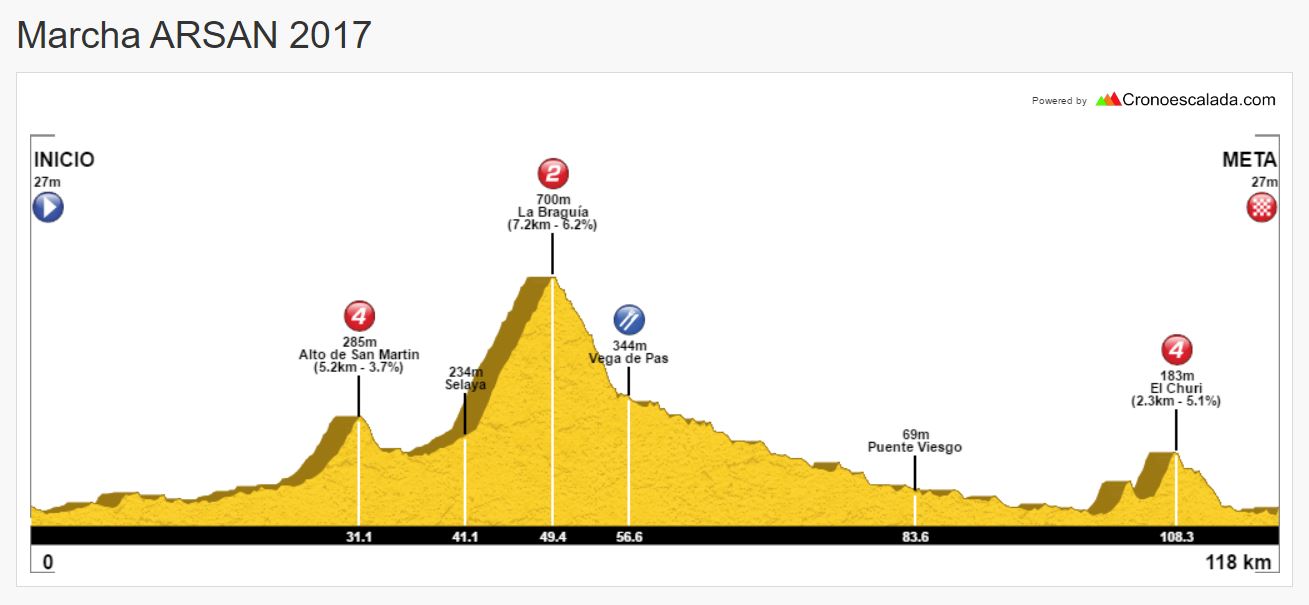 Marcha ARSAN 2017
Powered by Cronoescalada.com
INICIO
27m
META
27m
2
700m
La Braguía
(7.2km - 6.2%)
4
285m
Alto de San Martin
(5.2km - 3.7%)
234m
Selaya
344m
Vega de Pas
4
183m
El Churi
(2.3km - 5.1%)
69m
Puente Viesgo
31.1 41.1 49.4 56.6 83.6 108.3
0 118 km